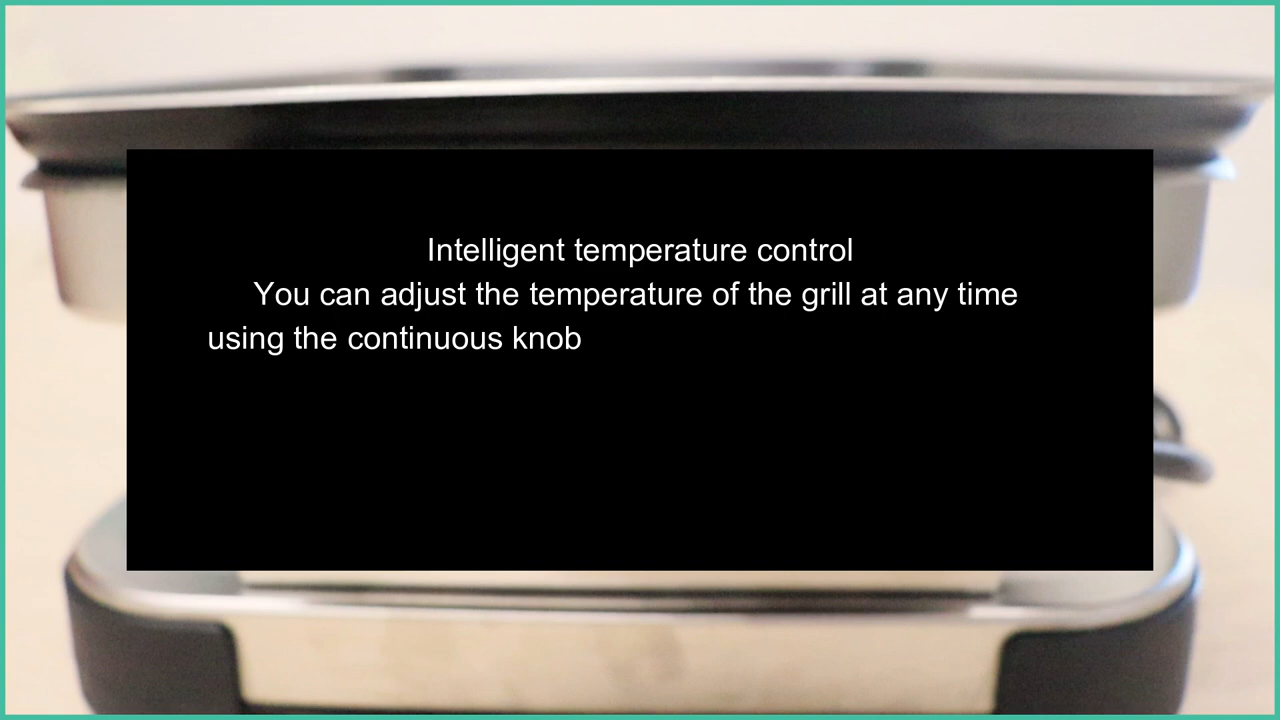 Intelligent temperature control
You can adjust the temperature of the grill at any time
using the continuous knob